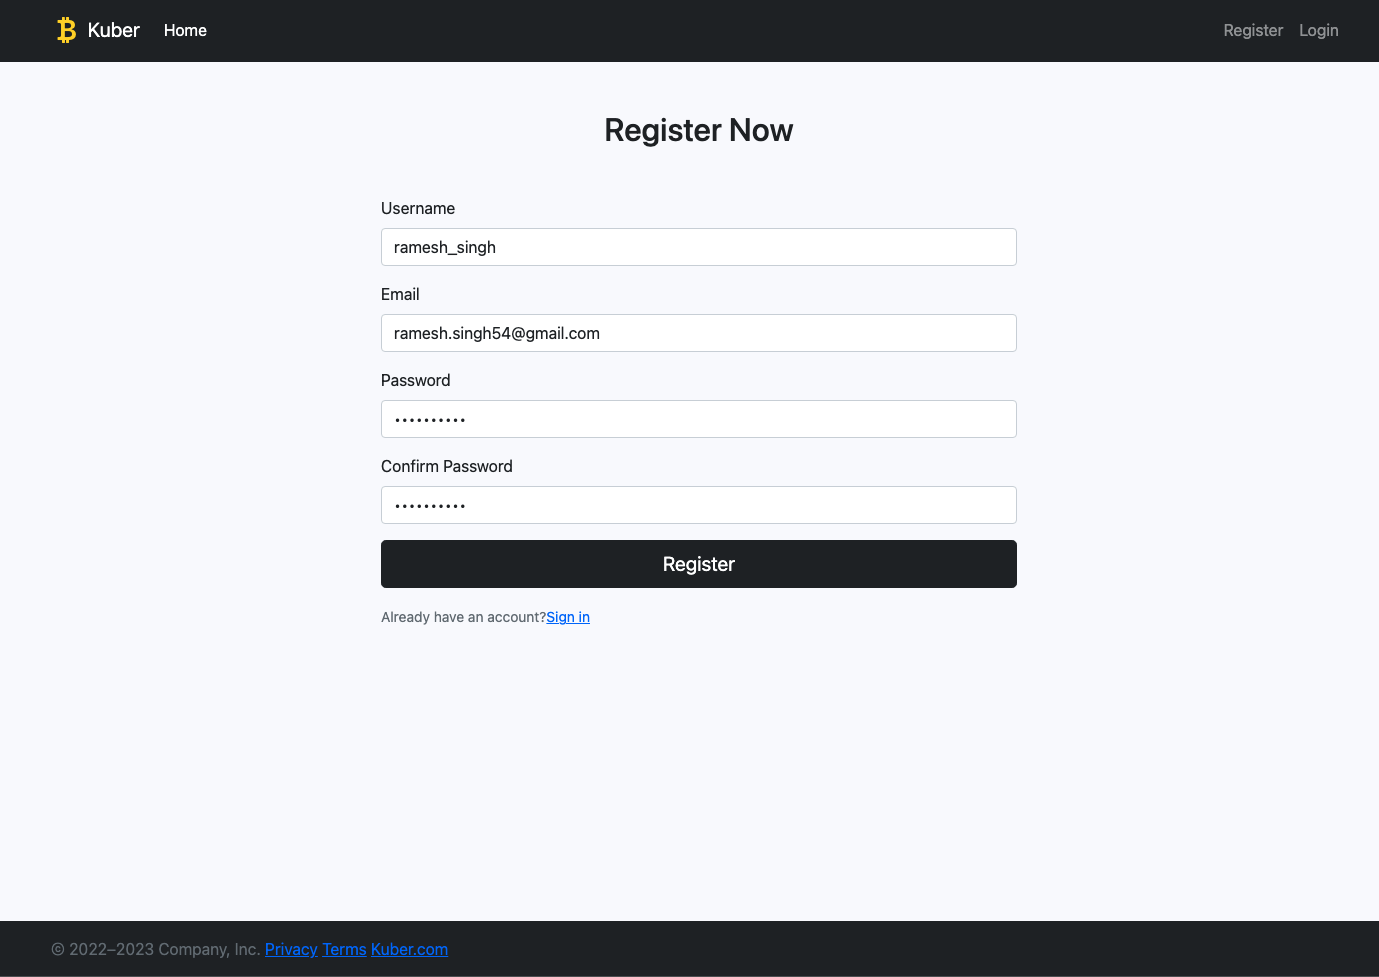 Kuber Home Register Login
Register Now
Username
ramesh_singh
Email
ramesh.singh54@gmail.com
Password
••••••••••
Confirm Password
••••••••••
Register
Already have an account?Sign in
© 2022–2023 Company, Inc. Privacy Terms Kuber.com